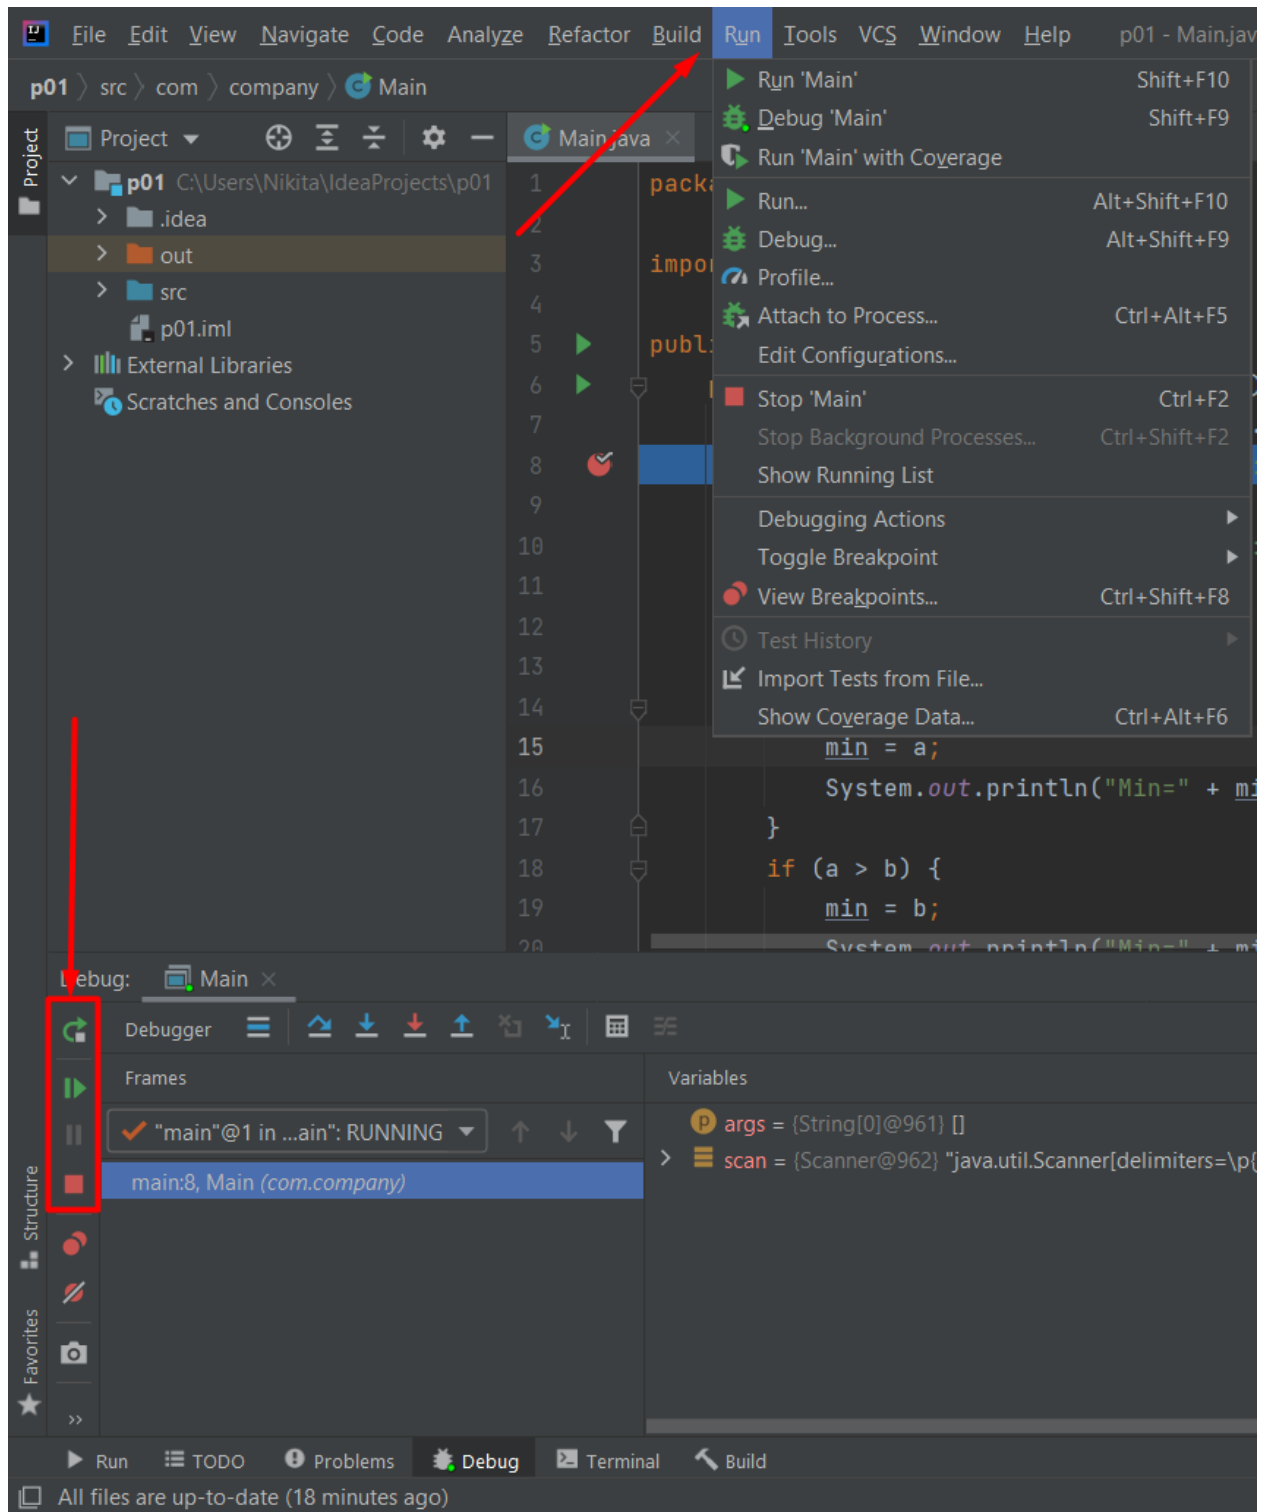 File Edit View Navigate Code Analyze Refactor Build Run Tools VCS Window Help p01 - Main.jav
p01 src com company Main
Project
Project
Main.java
p01 C:\Users\Nikita\IdeaProjects\p01
.idea
out
src
p01.iml
External Libraries
Scratches and Consoles
Run 'Main' Shift+F10
Debug 'Main' Shift+F9
Run 'Main' with Coverage
Run... Alt+Shift+F10
Debug... Alt+Shift+F9
Profile...
Attach to Process... Ctrl+Alt+F5
Edit Configurations...
Stop 'Main' Ctrl+F2
Stop Background Processes... Ctrl+Shift+F2
Show Running List
Debugging Actions
Toggle Breakpoint
View Breakpoints... Ctrl+Shift+F8
Test History
Import Tests from File...
Show Coverage Data... Ctrl+Alt+F6
1 packa
2
3 impor
4
5 publi
6
7
8
9
10
11
12
13
14
15 min = a;
16 System.out.println("Min=" + mi
17 }
18 if (a > b) {
19 min = b;
20 System.out.println("Min=" + mi
Debug: Main
Debugger
Frames
Variables
"main"@1 in ...ain": RUNNING
main:8, Main (com.company)
args = {String[0]@961} []
scan = {Scanner@962} "java.util.Scanner[delimiters=\p{
Structure
Favorites
Run TODO Problems Debug Terminal Build
All files are up-to-date (18 minutes ago)